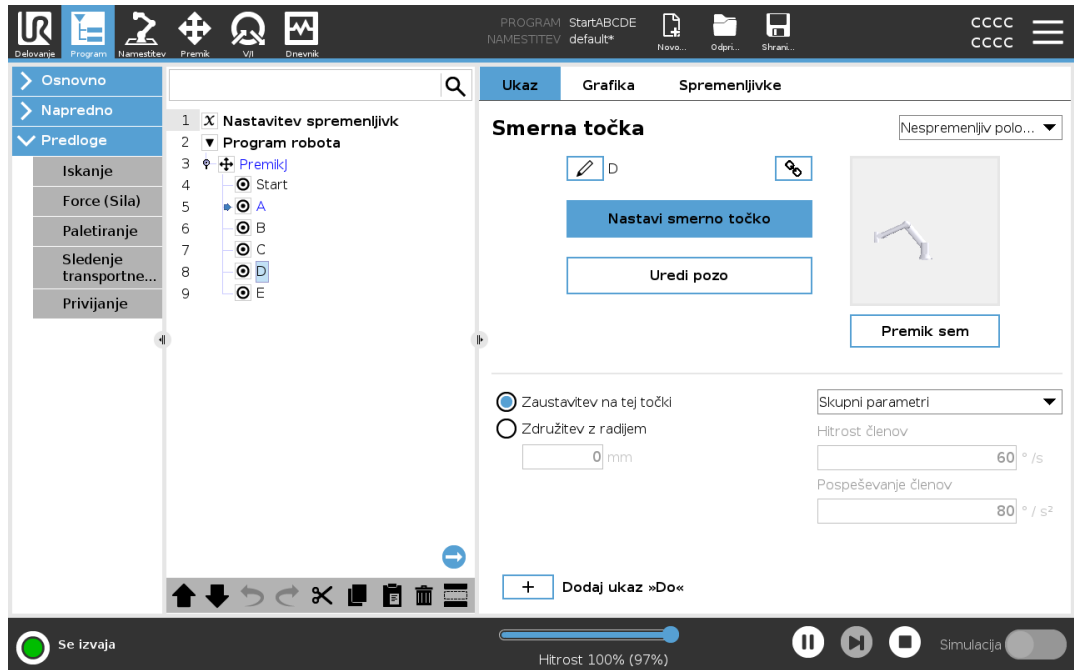 UR
PROGRAM StartABCDE
NAMESTITEV default*
CCCC
CCCC
Delovanje Program Namestitev Premik V/I Dnevnik Novo... Odpri... Shrani...
Osnovno
Napredno
Predloge
Iskanje
Force (Sila)
Paletiranje
Sledenje
transportne...
Privijanje
1 x Nastavitev spremenljivk
2 Program robota
3 PremikJ
4 Start
5 A
6 B
7 C
8 D
9 E
Ukaz Grafika Spremenljivke
Smerna točka
Nespremenljiv polo...
D
Nastavi smerno točko
Uredi pozo
Premik sem
Zaustavitev na tej točki
Združitev z radijem
0 mm
Skupni parametri
Hitrost členov
60 ° /s
Pospeševanje členov
80 ° / s²
+ Dodaj ukaz »Do«
Se izvaja
Hitrost 100% (97%)
Simulacija